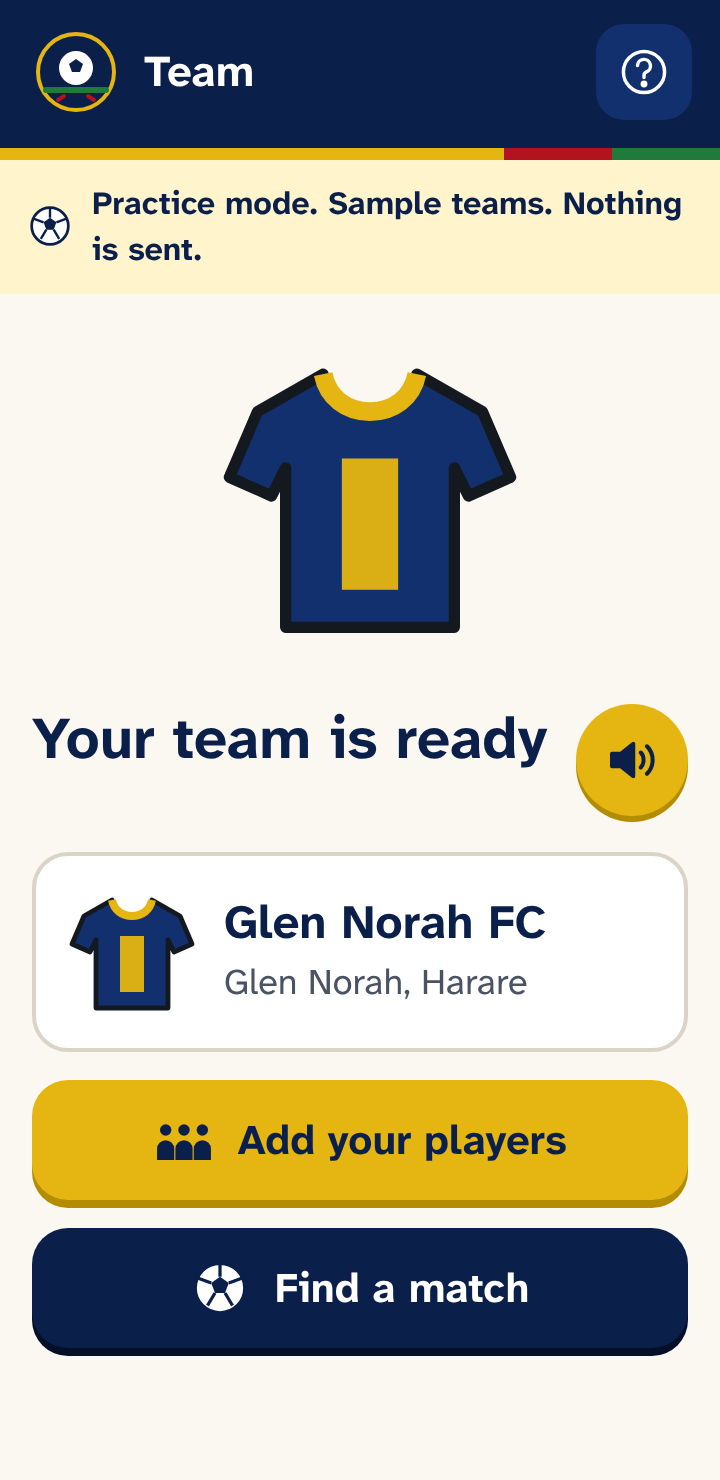 Team
Practice mode. Sample teams. Nothing
is sent.
Your team is ready
Glen Norah FC
Glen Norah, Harare
Add your players
Find a match